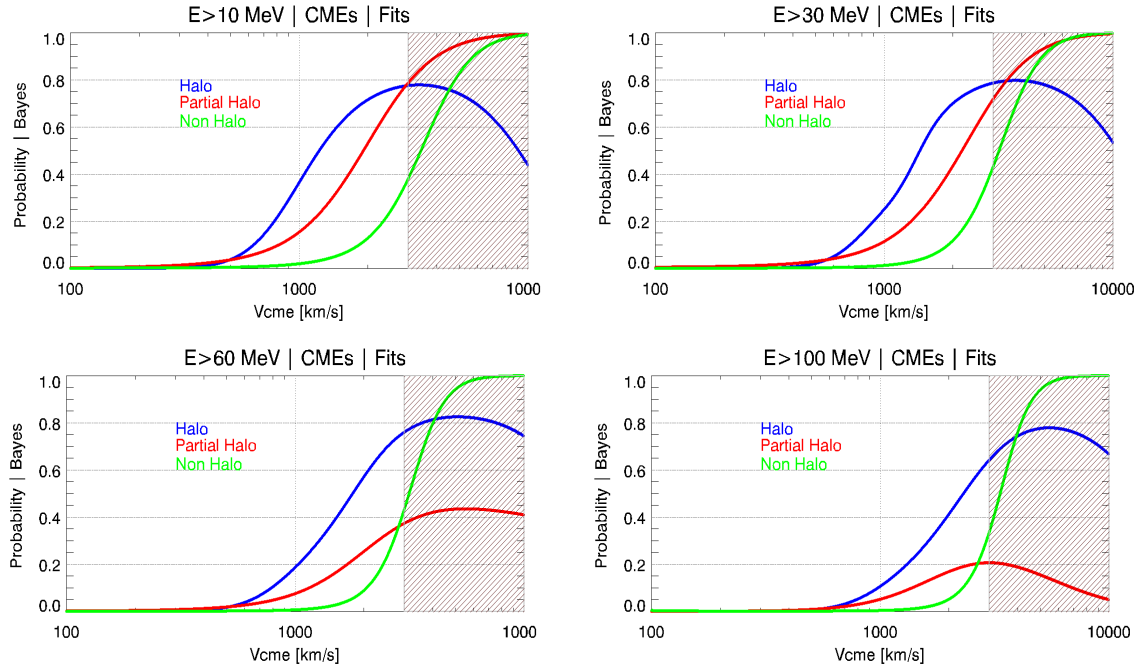 E>10 MeV | CMEs | Fits
Probability | Bayes
1.0
0.8
0.6
0.4
0.2
0.0
Halo
Partial Halo
Non Halo
100
1000
1000
Vcme [km/s]
E>30 MeV | CMEs | Fits
Probability | Bayes
1.0
0.8
0.6
0.4
0.2
0.0
Halo
Partial Halo
Non Halo
100
1000
10000
Vcme [km/s]
E>60 MeV | CMEs | Fits
Probability | Bayes
1.0
0.8
0.6
0.4
0.2
0.0
Halo
Partial Halo
Non Halo
100
1000
1000
Vcme [km/s]
E>100 MeV | CMEs | Fits
Probability | Bayes
1.0
0.8
0.6
0.4
0.2
0.0
Halo
Partial Halo
Non Halo
100
1000
10000
Vcme [km/s]